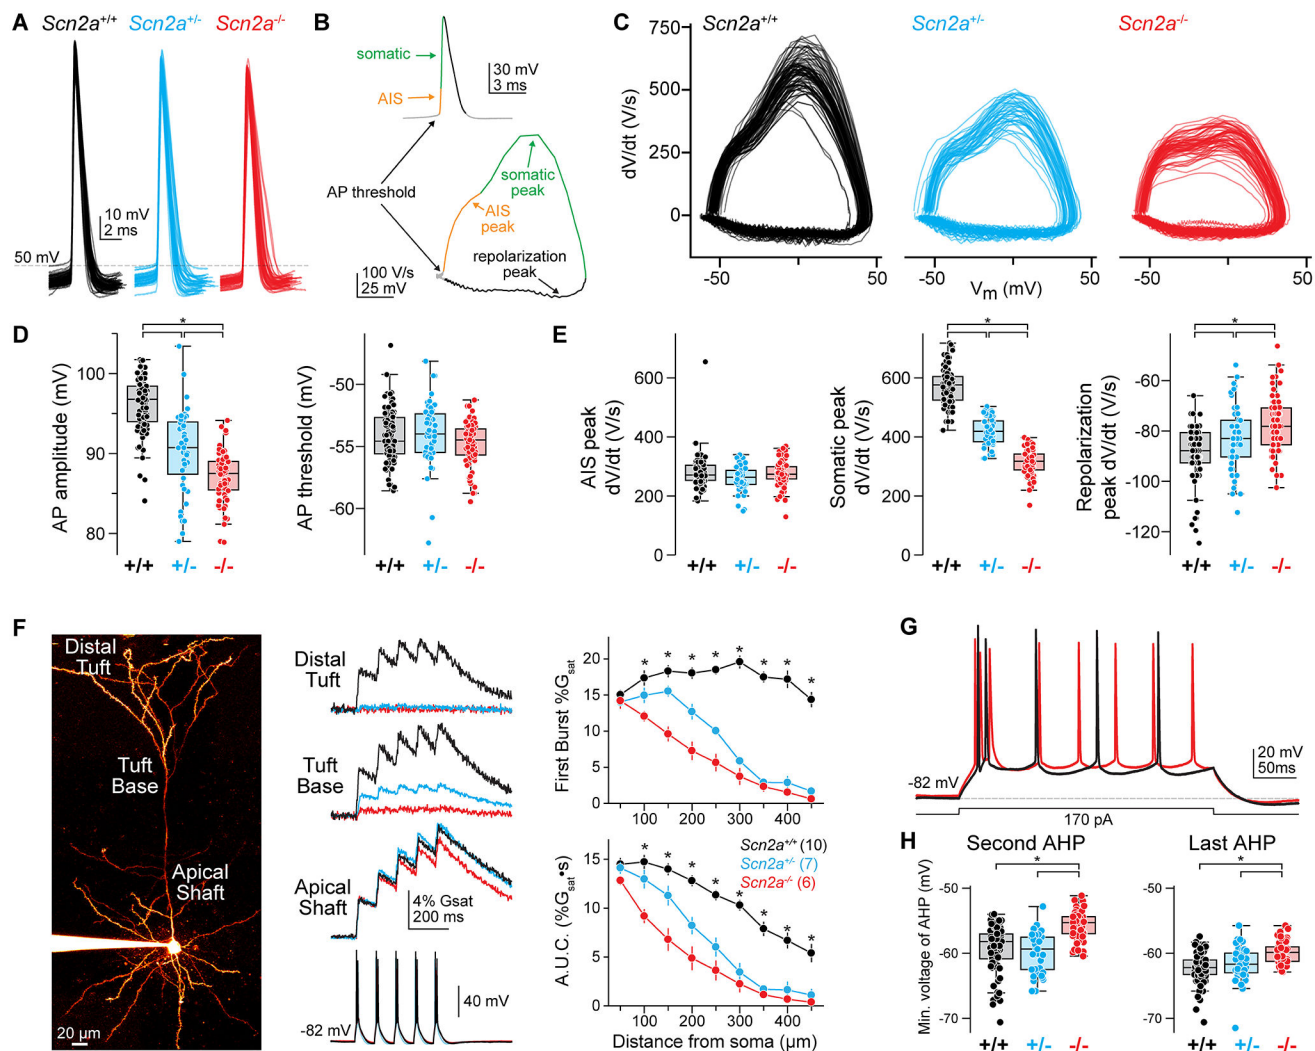 A
Scn2a+/+
Scn2a+/-
Scn2a-/-
10 mV
2 ms
50 mV
B
somatic
AIS
30 mV
3 ms
AP threshold
somatic
peak
AIS
peak
repolarization
peak
100 V/s
25 mV
C
Scn2a+/+
Scn2a+/-
Scn2a-/-
dV/dt (V/s)
750
500
250
0
-50
50
-50
50
-50
50
Vm (mV)
D
AP amplitude (mV)
100
90
80
*
+/+
+/-
-/-
AP threshold (mV)
-50
-55
-60
+/+
+/-
-/-
E
AIS peak
dV/dt (V/s)
600
400
200
0
+/+
+/-
-/-
Somatic peak
dV/dt (V/s)
600
400
200
0
*
+/+
+/-
-/-
Repolarization
peak dV/dt (V/s)
-60
-80
-100
-120
*
+/+
+/-
-/-
F
Distal
Tuft
Tuft
Base
Apical
Shaft
20 µm
Distal
Tuft
Tuft
Base
Apical
Shaft
4% Gsat
200 ms
40 mV
-82 mV
First Burst %Gsat
20
15
10
5
0
* * * * * * * *
100
200
300
400
A.U.C. (%Gsat•s)
15
10
5
0
* * * * * * * *
Scn2a+/+ (10)
Scn2a+/- (7)
Scn2a-/- (6)
100
200
300
400
Distance from soma (µm)
G
-82 mV
20 mV
50ms
170 pA
H
Second AHP
Min. voltage of AHP (mV)
-50
-60
-70
*
+/+
+/-
-/-
Last AHP
-50
-60
-70
*
+/+
+/-
-/-